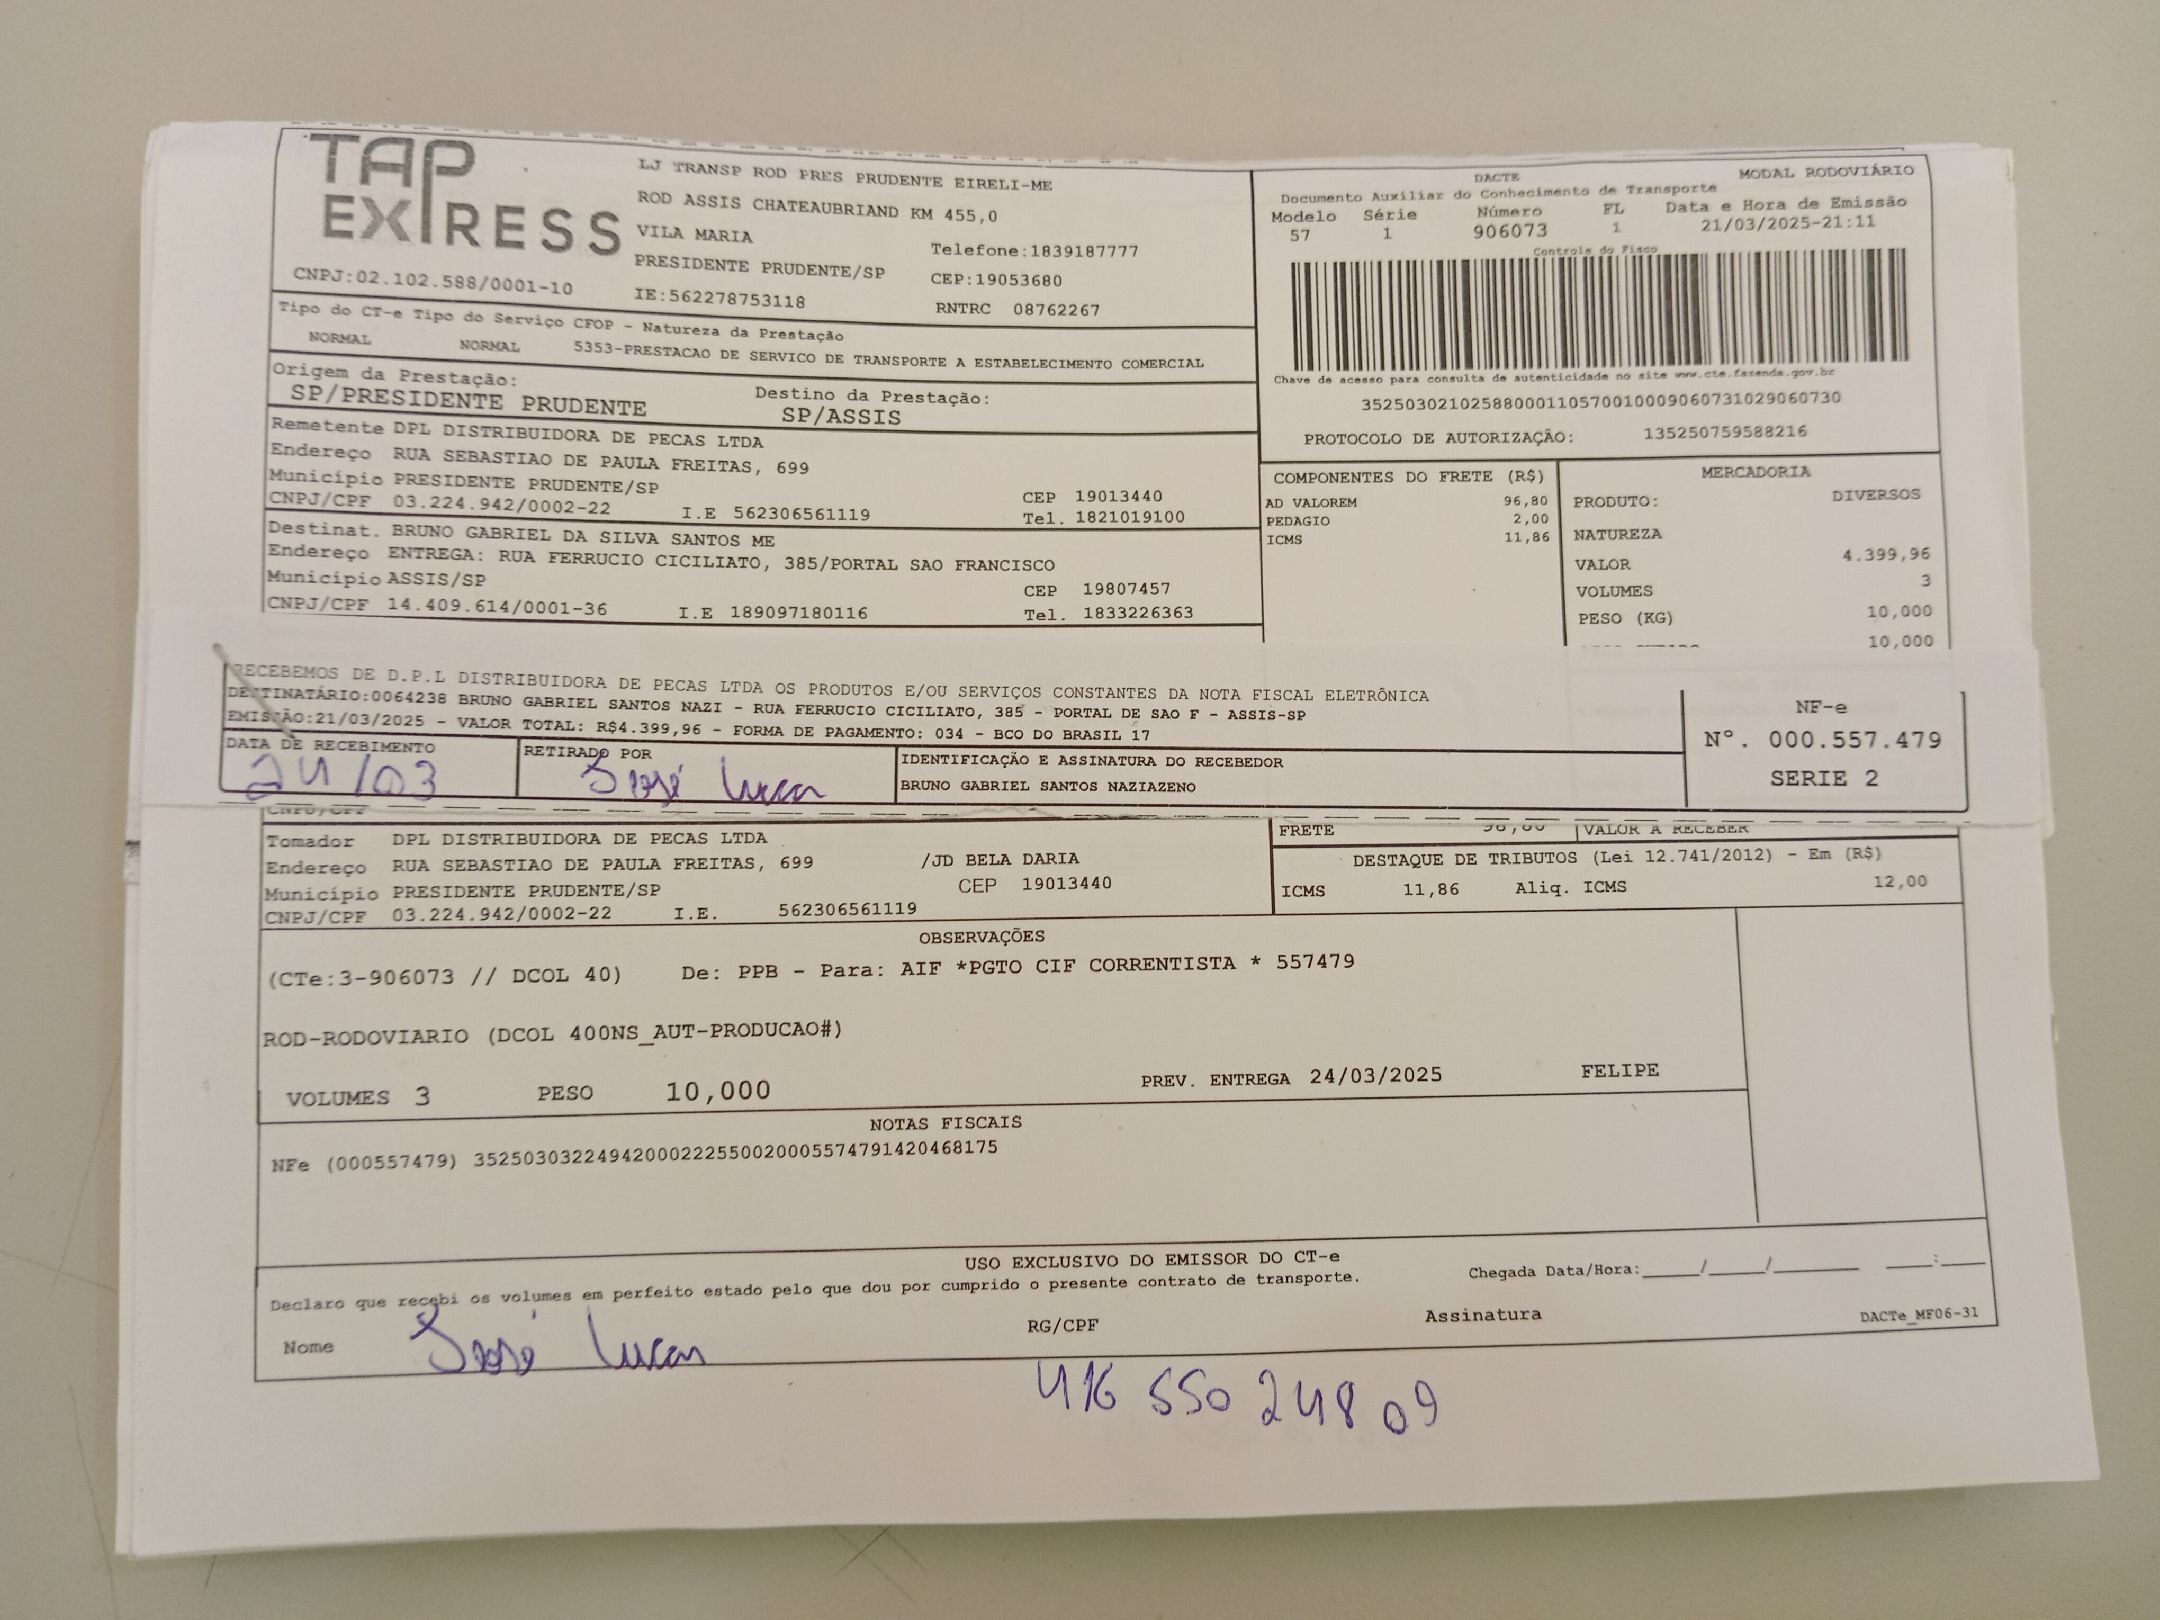 TAP
EXPRESS
CNPJ:02.102.588/0001-10
LJ TRANSP ROD PRES PRUDENTE EIRELI-ME
ROD ASSIS CHATEAUBRIAND KM 455,0
VILA MARIA
Telefone:1839187777
PRESIDENTE PRUDENTE/SP
CEP:19053680
IE:562278753118
RNTRC 08762267
DACTE
MODAL RODOVIÁRIO
Documento Auxiliar do Conhecimento de Transporte
Modelo Série Número FL Data e Hora de Emissão
57 1 906073 1 21/03/2025-21:11
Controle do Fisco
Chave de acesso para consulta de autenticidade no site www.cte.fazenda.gov.br
35250302102588000110570010009060731029060730
PROTOCOLO DE AUTORIZAÇÃO: 135250759588216
Tipo do CT-e Tipo do Serviço CFOP - Natureza da Prestação
NORMAL NORMAL 5353-PRESTACAO DE SERVICO DE TRANSPORTE A ESTABELECIMENTO COMERCIAL
Origem da Prestação: Destino da Prestação:
SP/PRESIDENTE PRUDENTE SP/ASSIS
Remetente DPL DISTRIBUIDORA DE PECAS LTDA
Endereço RUA SEBASTIAO DE PAULA FREITAS, 699
Município PRESIDENTE PRUDENTE/SP CEP 19013440
CNPJ/CPF 03.224.942/0002-22 I.E 562306561119 Tel. 1821019100
Destinat. BRUNO GABRIEL DA SILVA SANTOS ME
Endereço ENTREGA: RUA FERRUCIO CICILIATO, 385/PORTAL SAO FRANCISCO
Município ASSIS/SP CEP 19807457
CNPJ/CPF 14.409.614/0001-36 I.E 189097180116 Tel. 1833226363
COMPONENTES DO FRETE (R$)
AD VALOREM 96,80
PEDAGIO 2,00
ICMS 11,86
MERCADORIA
PRODUTO: DIVERSOS
NATUREZA
VALOR 4.399,96
VOLUMES 3
PESO (KG) 10,000
10,000
RECEBEMOS DE D.P.L DISTRIBUIDORA DE PECAS LTDA OS PRODUTOS E/OU SERVIÇOS CONSTANTES DA NOTA FISCAL ELETRÔNICA
DESTINATÁRIO:0064238 BRUNO GABRIEL SANTOS NAZI - RUA FERRUCIO CICILIATO, 385 - PORTAL DE SAO F - ASSIS-SP
EMISSÃO:21/03/2025 - VALOR TOTAL: R$4.399,96 - FORMA DE PAGAMENTO: 034 - BCO DO BRASIL 17
DATA DE RECEBIMENTO
24/03
RETIRADO POR
José Lucas
IDENTIFICAÇÃO E ASSINATURA DO RECEBEDOR
BRUNO GABRIEL SANTOS NAZIAZENO
NF-e
Nº. 000.557.479
SERIE 2
CNPJ/CPF
Tomador DPL DISTRIBUIDORA DE PECAS LTDA
Endereço RUA SEBASTIAO DE PAULA FREITAS, 699 /JD BELA DARIA
Município PRESIDENTE PRUDENTE/SP CEP 19013440
CNPJ/CPF 03.224.942/0002-22 I.E. 562306561119
FRETE VALOR A RECEBER
DESTAQUE DE TRIBUTOS (Lei 12.741/2012) - Em (R$)
ICMS 11,86 Aliq. ICMS 12,00
OBSERVAÇÕES
(CTe:3-906073 // DCOL 40) De: PPB - Para: AIF *PGTO CIF CORRENTISTA * 557479
ROD-RODOVIARIO (DCOL 400NS_AUT-PRODUCAO#)
VOLUMES 3 PESO 10,000 PREV. ENTREGA 24/03/2025 FELIPE
NOTAS FISCAIS
NFe (000557479) 35250303224942000222550020005574791420468175
USO EXCLUSIVO DO EMISSOR DO CT-e
Declaro que recebi os volumes em perfeito estado pelo que dou por cumprido o presente contrato de transporte.
Chegada Data/Hora:_____/_____/________ ____:____
Nome José Lucas RG/CPF Assinatura DACTe_MF06-31
416 550 248 09